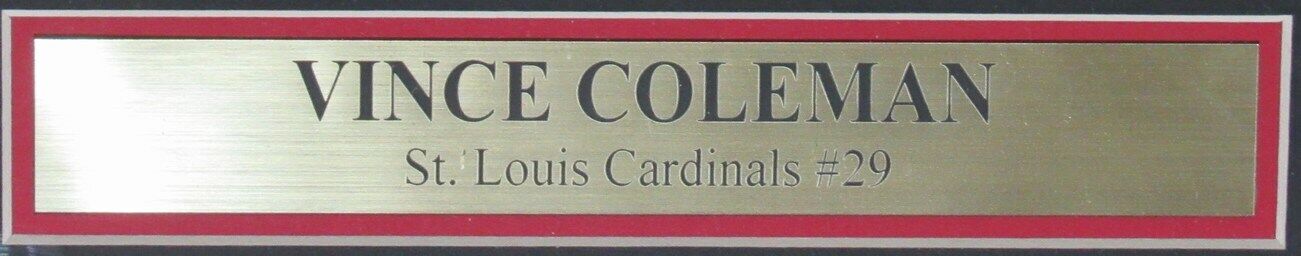 VINCE COLEMAN
St. Louis Cardinals #29